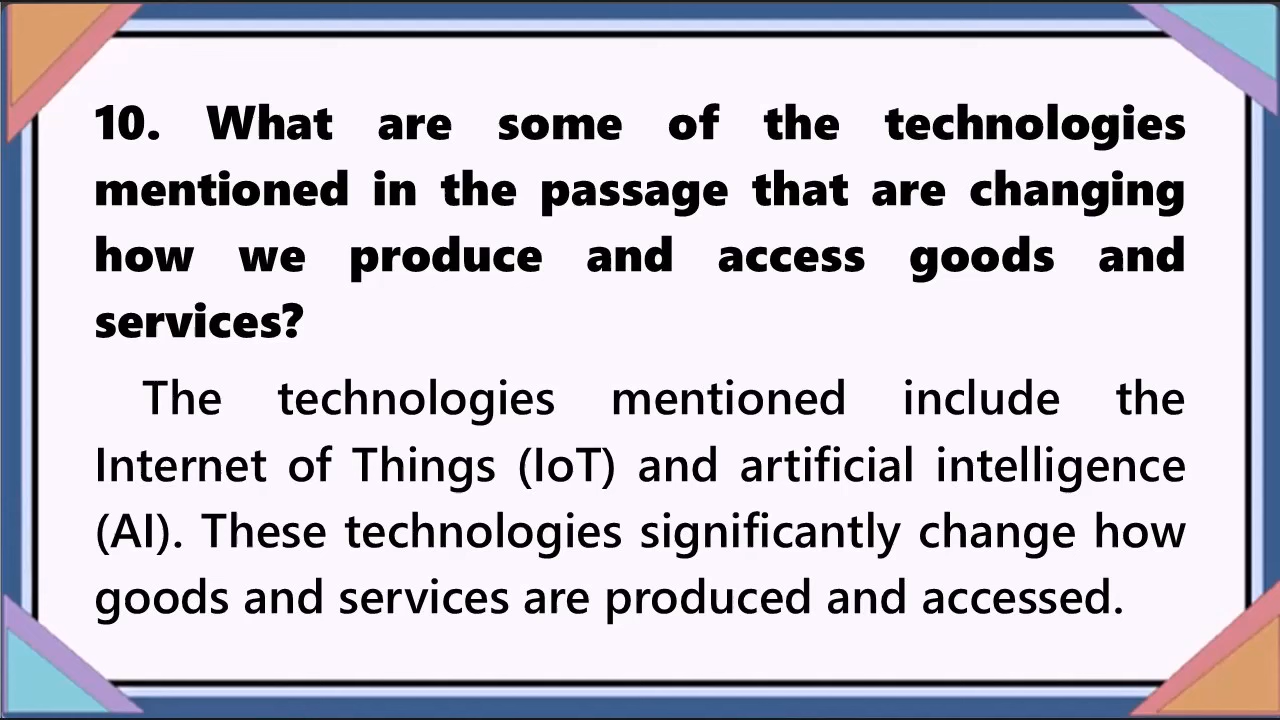 10. What are some of the technologies
mentioned in the passage that are changing
how we produce and access goods and
services?
The technologies mentioned include the
Internet of Things (IoT) and artificial intelligence
(AI). These technologies significantly change how
goods and services are produced and accessed.